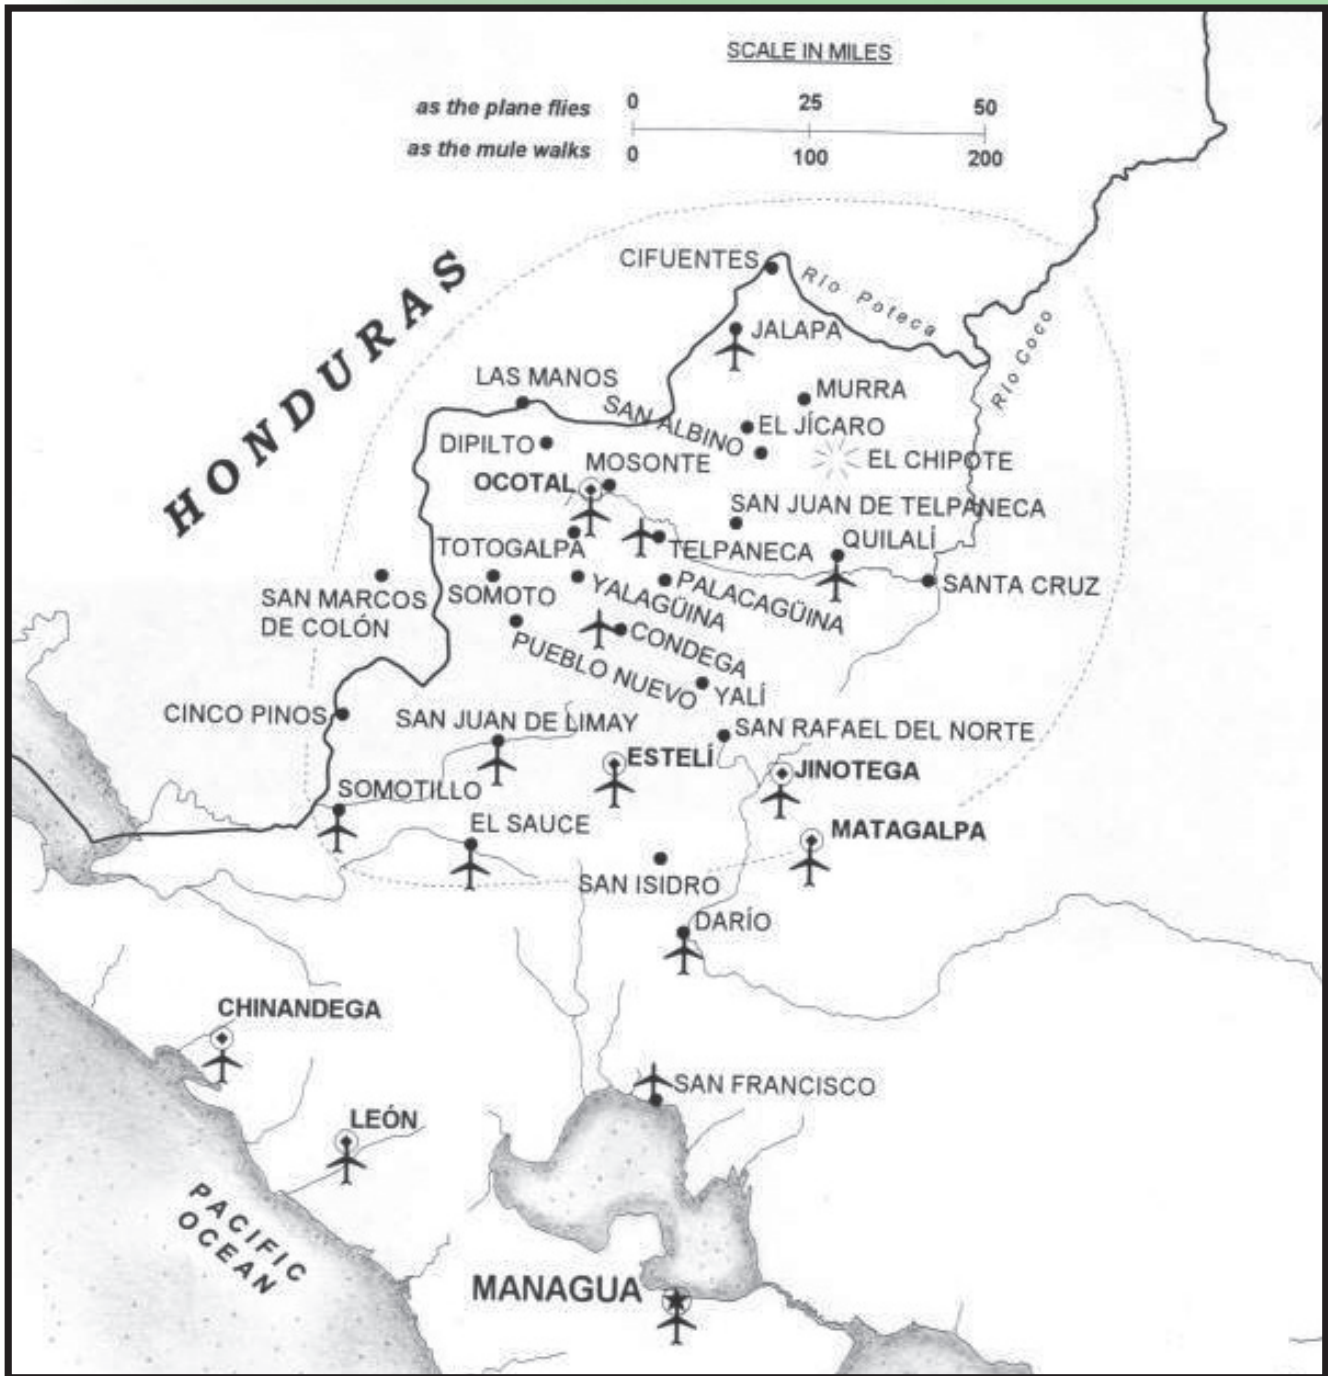 SCALE IN MILES
as the plane flies 0 25 50
as the mule walks 0 100 200
HONDURAS
CIFUENTES
Río Poteca
Río Coco
JALAPA
LAS MANOS
MURRA
SAN ALBINO
EL JÍCARO
DIPILTO
MOSONTE
EL CHIPOTE
OCOTAL
SAN JUAN DE TELPANECA
TOTOGALPA
TELPANECA
QUILALÍ
SAN MARCOS
DE COLÓN
SOMOTO
YALAGÜINA
PALACAGÜINA
SANTA CRUZ
CONDEGA
PUEBLO NUEVO
YALÍ
CINCO PINOS
SAN JUAN DE LIMAY
SAN RAFAEL DEL NORTE
ESTELÍ
JINOTEGA
SOMOTILLO
EL SAUCE
MATAGALPA
SAN ISIDRO
DARÍO
CHINANDEGA
SAN FRANCISCO
LEÓN
PACIFIC
OCEAN
MANAGUA